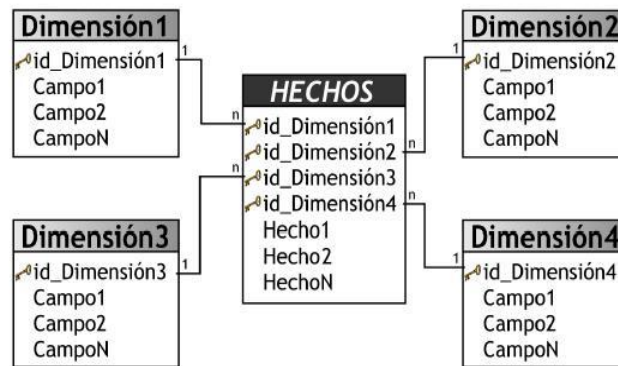 Dimensión1
id_Dimensión1
Campo1
Campo2
CampoN
1
n
HECHOS
id_Dimensión1
id_Dimensión2
id_Dimensión3
id_Dimensión4
Hecho1
Hecho2
HechoN
n
n
n
Dimensión2
1
id_Dimensión2
Campo1
Campo2
CampoN
Dimensión3
id_Dimensión3
1
Campo1
Campo2
CampoN
Dimensión4
1
id_Dimensión4
Campo1
Campo2
CampoN